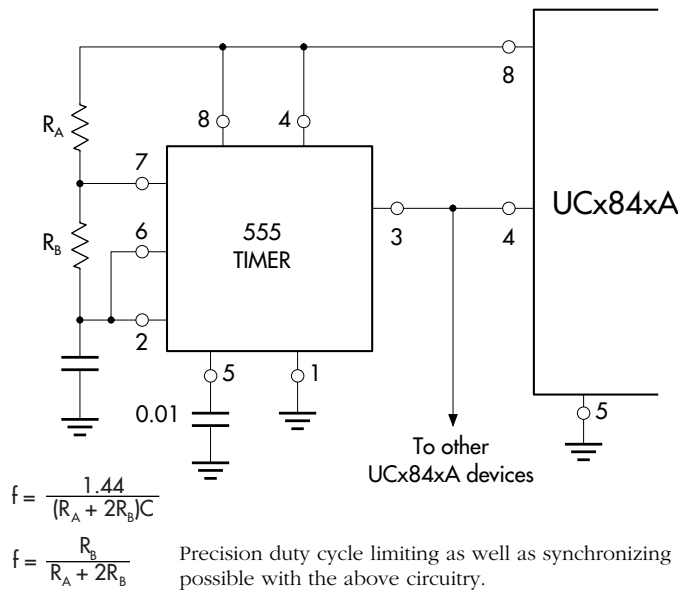 8
R_A
8
4
7
6
2
R_B
555
TIMER
3
4
UCx84xA
5
1
5
0.01
To other
UCx84xA devices
f = 1.44 / (R_A + 2R_B)C
f = R_B / R_A + 2R_B
Precision duty cycle limiting as well as synchronizing
possible with the above circuitry.